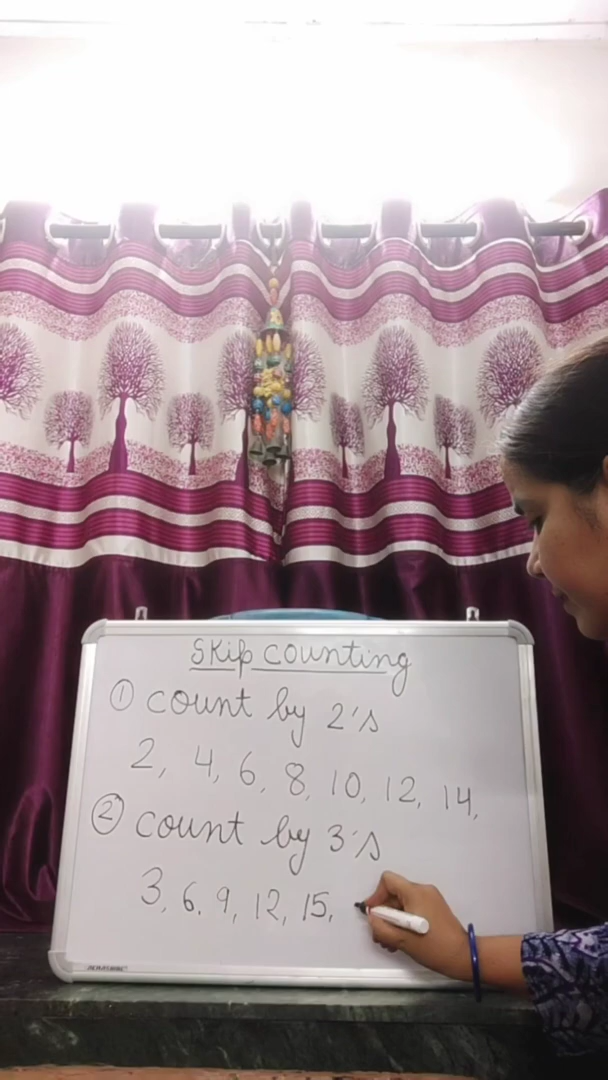 Skip counting
① count by 2's
2, 4, 6, 8, 10, 12, 14,
② count by 3's
3, 6, 9, 12, 15,